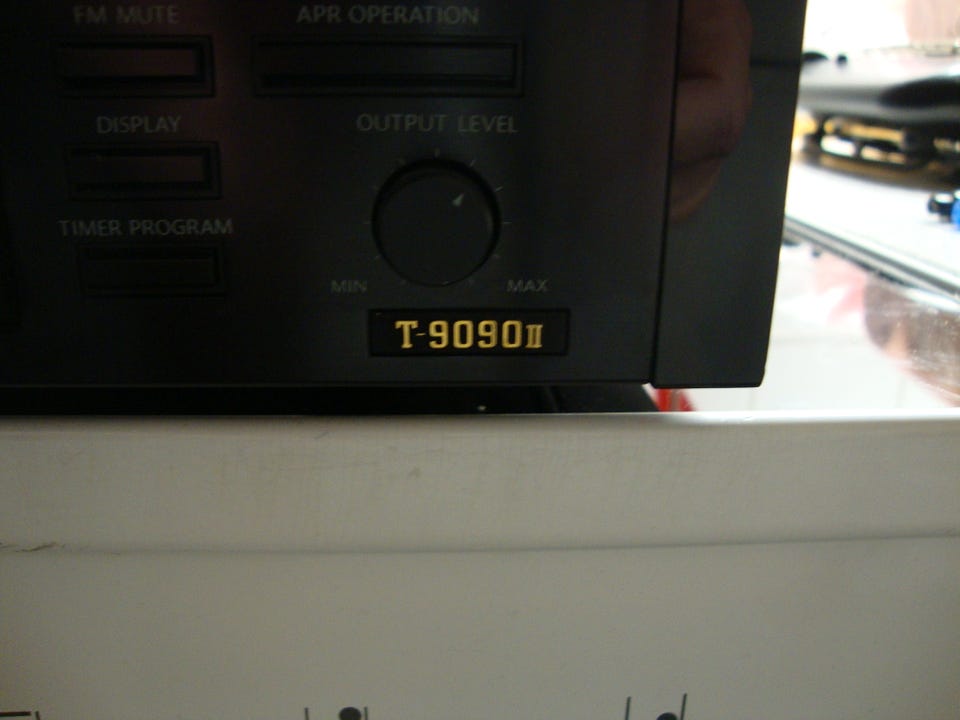 FM MUTE
APR OPERATION
DISPLAY
OUTPUT LEVEL
TIMER PROGRAM
MIN
MAX
T-9090II